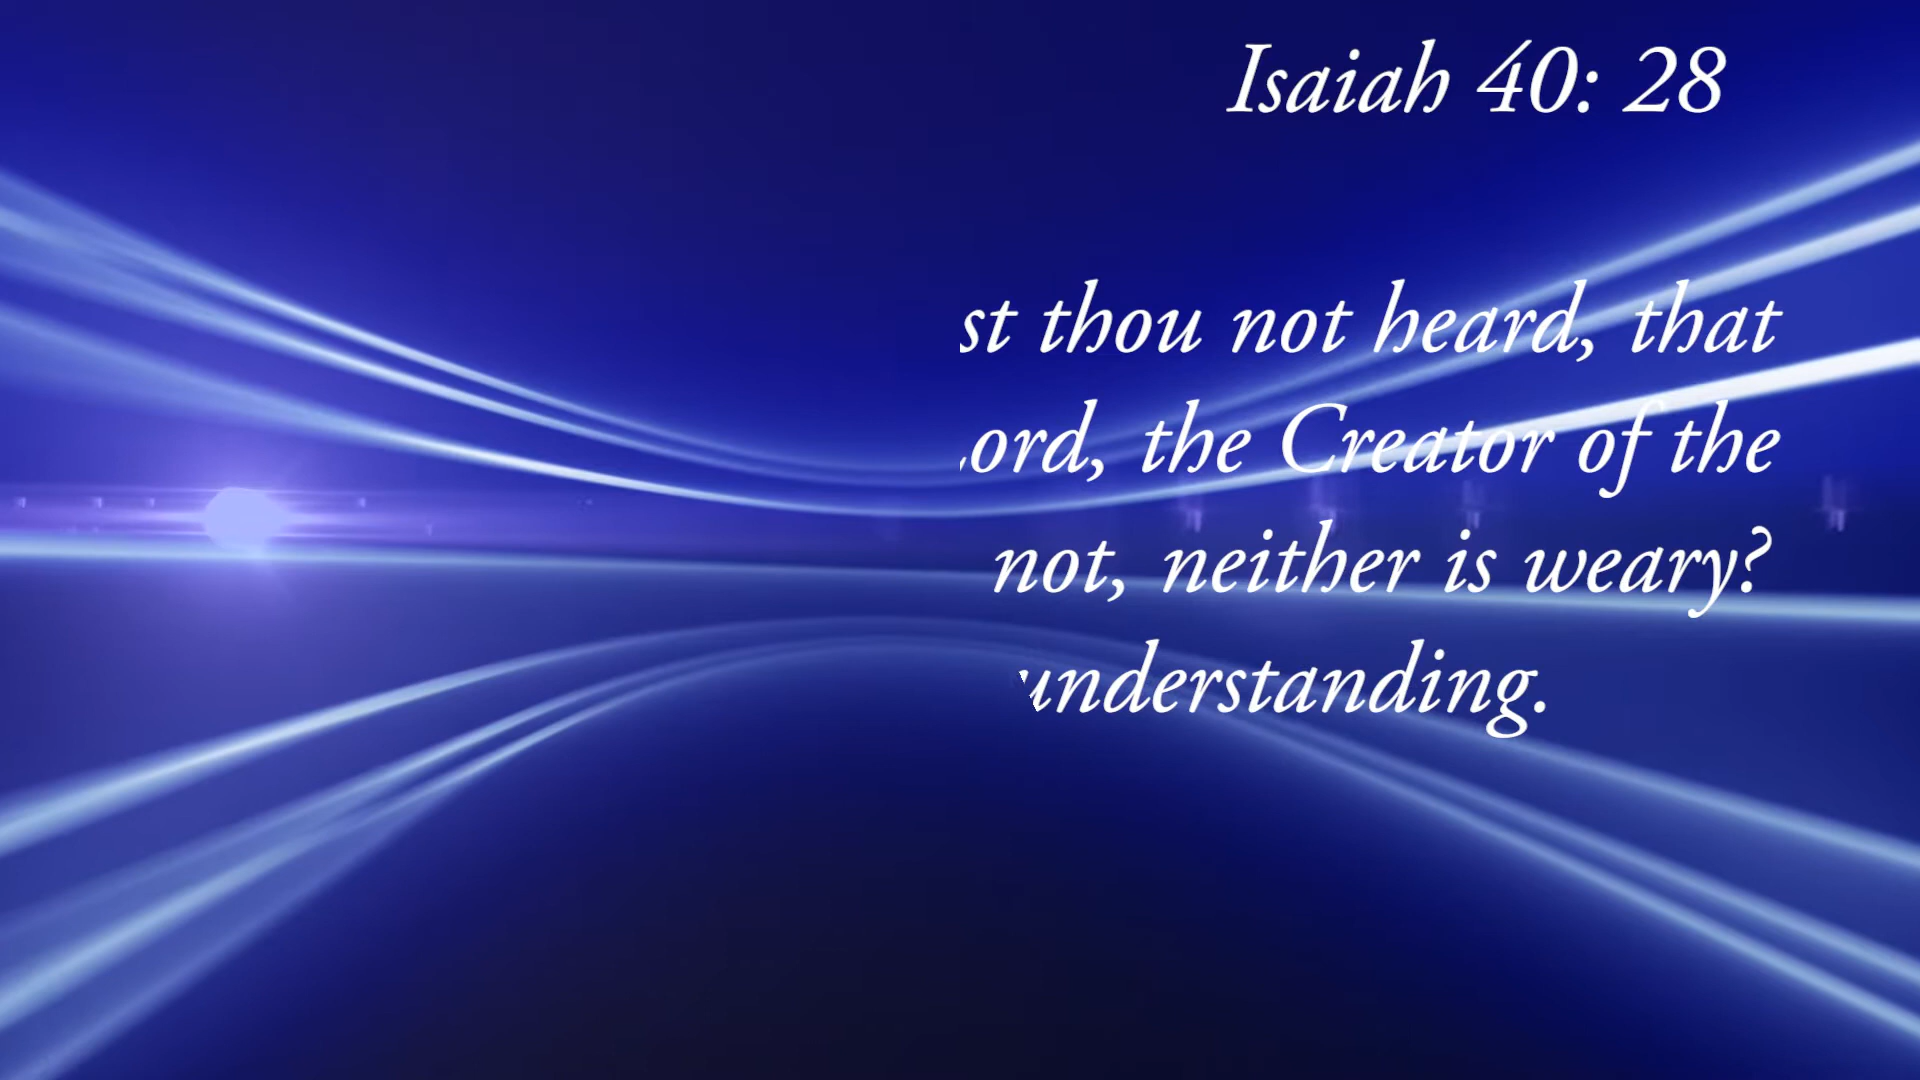 Isaiah 40: 28
st thou not heard, that
ord, the Creator of the
not, neither is weary?
understanding.